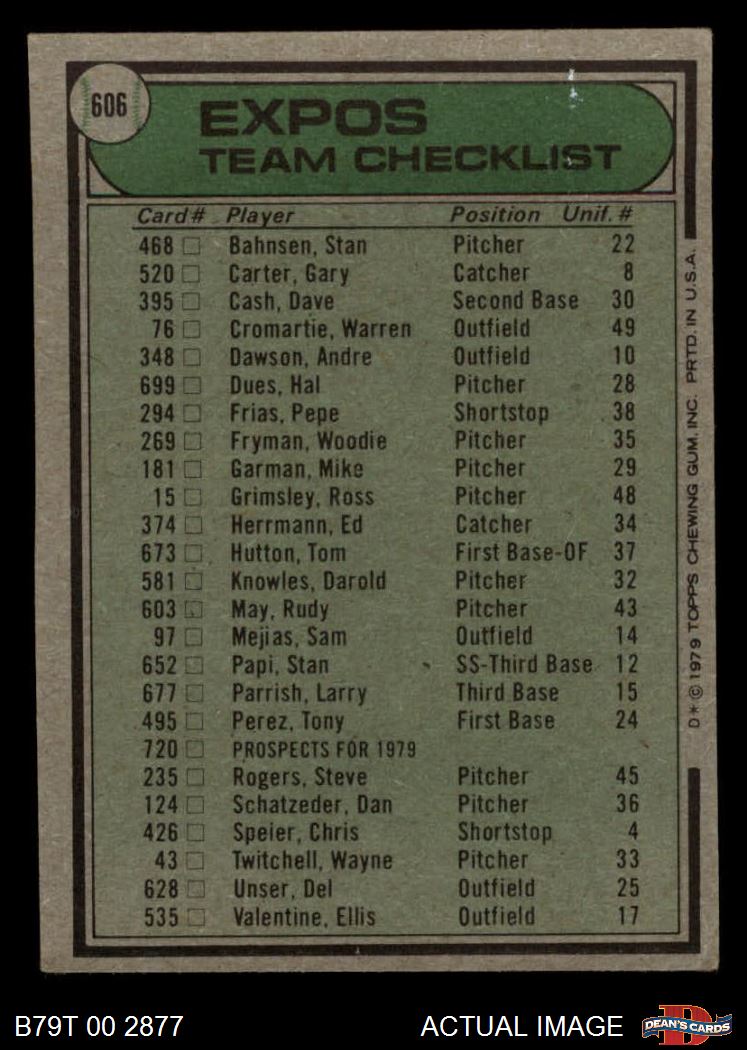 606
EXPOS
TEAM CHECKLIST
Card# Player Position Unif. #
468 Bahnsen, Stan Pitcher 22
520 Carter, Gary Catcher 8
395 Cash, Dave Second Base 30
76 Cromartie, Warren Outfield 49
348 Dawson, Andre Outfield 10
699 Dues, Hal Pitcher 28
294 Frias, Pepe Shortstop 38
269 Fryman, Woodie Pitcher 35
181 Garman, Mike Pitcher 29
15 Grimsley, Ross Pitcher 48
374 Herrmann, Ed Catcher 34
673 Hutton, Tom First Base-OF 37
581 Knowles, Darold Pitcher 32
603 May, Rudy Pitcher 43
97 Mejias, Sam Outfield 14
652 Papi, Stan SS-Third Base 12
677 Parrish, Larry Third Base 15
495 Perez, Tony First Base 24
720 PROSPECTS FOR 1979
235 Rogers, Steve Pitcher 45
124 Schatzeder, Dan Pitcher 36
426 Speier, Chris Shortstop 4
43 Twitchell, Wayne Pitcher 33
628 Unser, Del Outfield 25
535 Valentine, Ellis Outfield 17
D* © 1979 TOPPS CHEWING GUM, INC. PRTD. IN U.S.A.
B79T 00 2877 ACTUAL IMAGE
D
DEAN'S CARDS